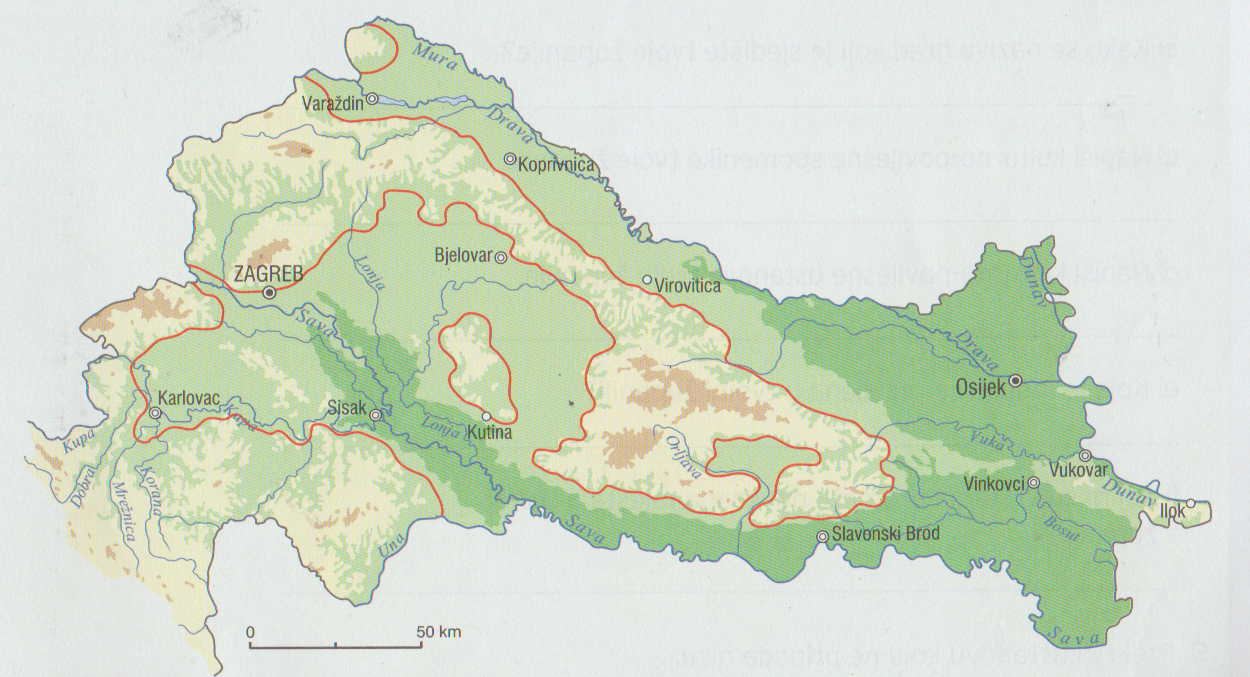 Mura
Varaždin
Drava
Koprivnica
Bjelovar
Lonja
ZAGREB
Virovitica
Sava
Dunav
Drava
Osijek
Karlovac
Kupa
Sisak
Lonja
Kutina
Kupa
Orljava
Vuka
Vukovar
Vinkovci
Dunav
Ilok
Dobra
Mrežnica
Korana
Una
Sava
Slavonski Brod
Bosut
Sava
0 50 km